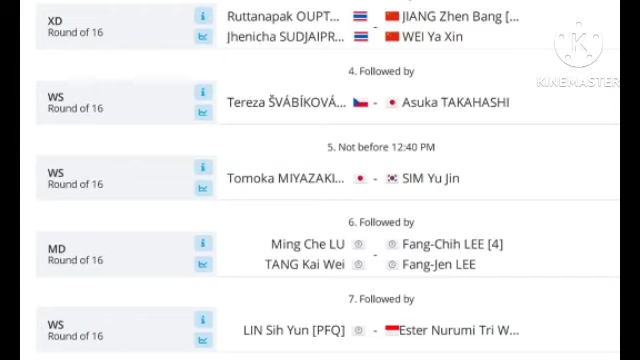 XD
Round of 16
Ruttanapak OUPT... - JIANG Zhen Bang [...
Jhenicha SUDJAIPR... WEI Ya Xin
K
KINEMASTER
4. Followed by
WS
Round of 16
Tereza ŠVÁBÍKOVÁ... - Asuka TAKAHASHI
5. Not before 12:40 PM
WS
Round of 16
Tomoka MIYAZAKI... - SIM Yu Jin
6. Followed by
MD
Round of 16
Ming Che LU - Fang-Chih LEE [4]
TANG Kai Wei Fang-Jen LEE
7. Followed by
WS
Round of 16
LIN Sih Yun [PFQ] - Ester Nurumi Tri W...